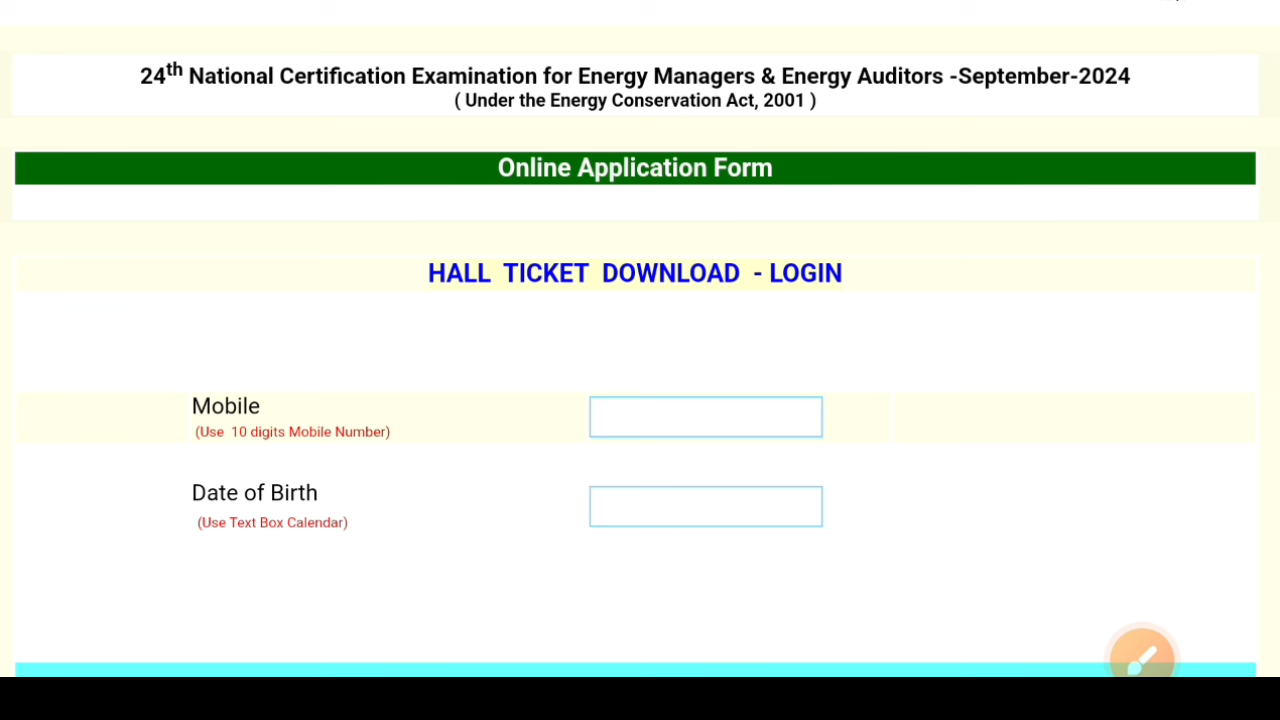 24th National Certification Examination for Energy Managers & Energy Auditors -September-2024
( Under the Energy Conservation Act, 2001 )
Online Application Form
HALL TICKET DOWNLOAD - LOGIN
Mobile
(Use 10 digits Mobile Number)
Date of Birth
(Use Text Box Calendar)